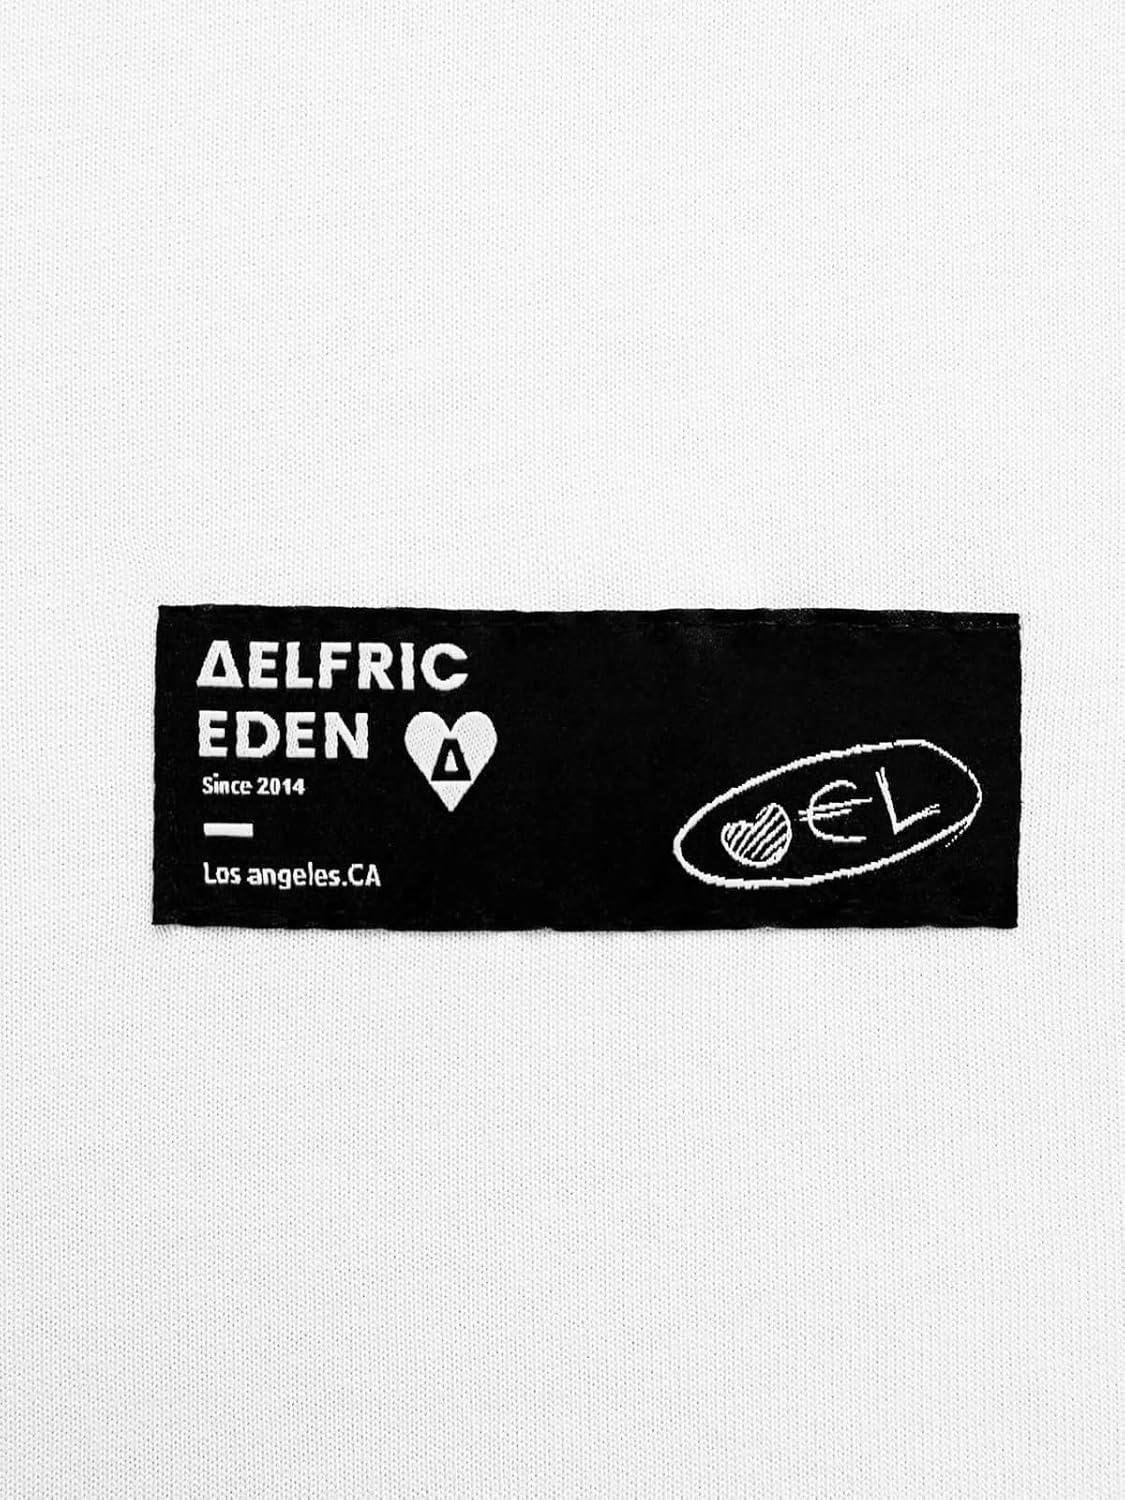 ΔELFRIC
EDEN
Δ
Since 2014
Los angeles.CA
€L